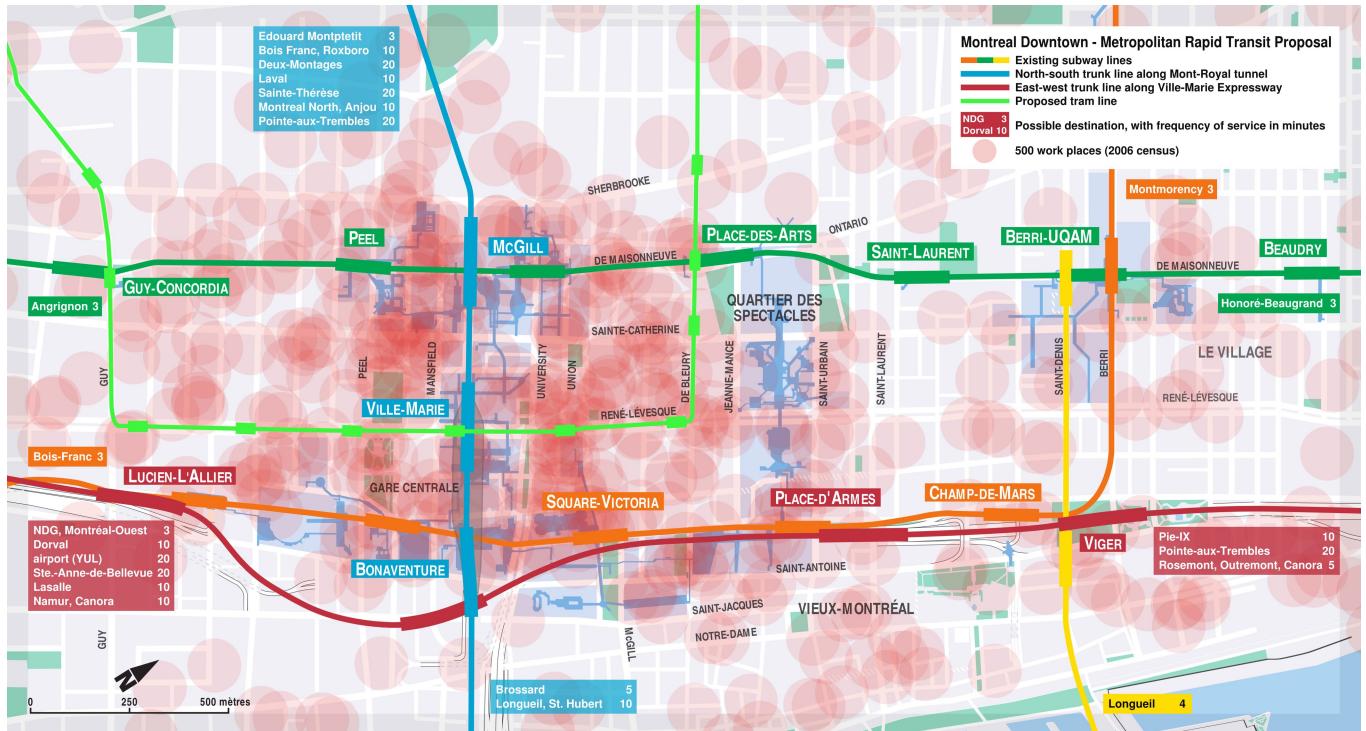 Edouard Montptetit 3
Bois Franc, Roxboro 10
Deux-Montages 20
Laval 10
Sainte-Thérèse 20
Montreal North, Anjou 10
Pointe-aux-Trembles 20
Montreal Downtown - Metropolitan Rapid Transit Proposal
Existing subway lines
North-south trunk line along Mont-Royal tunnel
East-west trunk line along Ville-Marie Expressway
Proposed tram line
NDG 3
Dorval 10
Possible destination, with frequency of service in minutes
500 work places (2006 census)
SHERBROOKE
Montmorency 3
PEEL
MCGILL
PLACE-DES-ARTS
ONTARIO
SAINT-LAURENT
BERRI-UQAM
BEAUDRY
DE MAISONNEUVE
DE MAISONNEUVE
GUY-CONCORDIA
Angrignon 3
QUARTIER DES
SPECTACLES
Honoré-Beaugrand 3
SAINTE-CATHERINE
GUY
PEEL
MANSFIELD
UNIVERSITY
UNION
DE BLEURY
JEANNE-MANCE
SAINT-URBAIN
SAINT-LAURENT
SAINT-DENIS
BERRI
LE VILLAGE
VILLE-MARIE
RENÉ-LÉVESQUE
RENÉ-LÉVESQUE
Bois-Franc 3
LUCIEN-L'ALLIER
GARE CENTRALE
SQUARE-VICTORIA
PLACE-D'ARMES
CHAMP-DE-MARS
NDG, Montréal-Ouest 3
Dorval 10
airport (YUL) 20
Ste.-Anne-de-Bellevue 20
Lasalle 10
Namur, Canora 10
BONAVENTURE
VIGER
Pie-IX 10
Pointe-aux-Trembles 20
Rosemont, Outremont, Canora 5
SAINT-ANTOINE
SAINT-JACQUES
VIEUX-MONTRÉAL
NOTRE-DAME
GUY
MCGILL
N
0 250 500 mètres
Brossard 5
Longueil, St. Hubert 10
Longueil 4